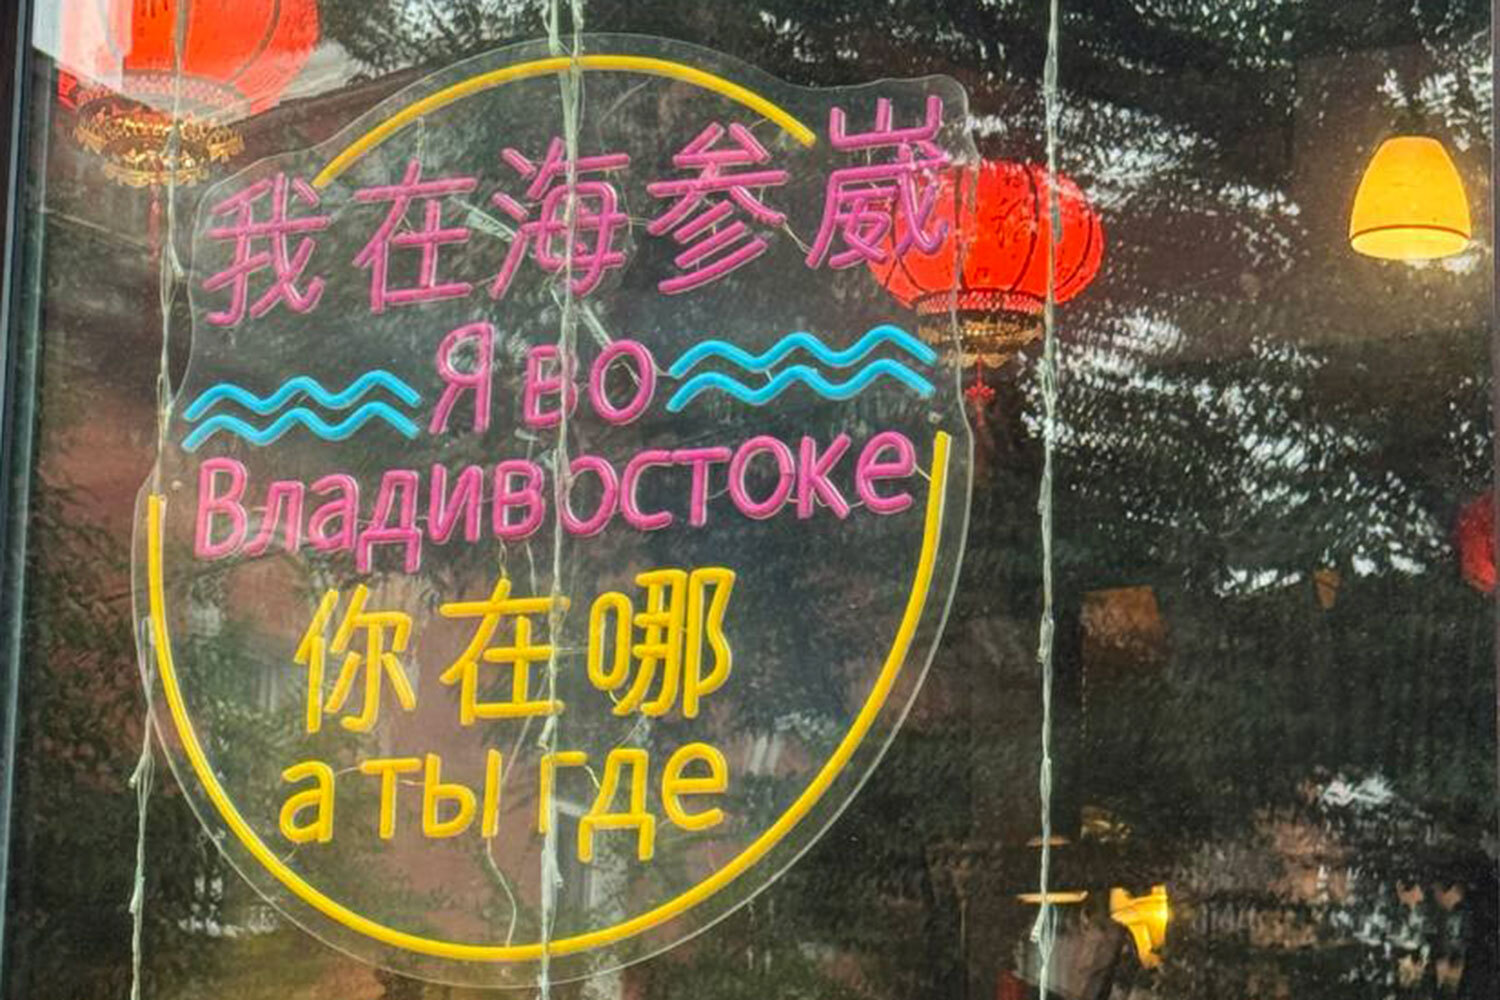 我在海参崴
Я во
Владивостоке
你在哪
а ты где